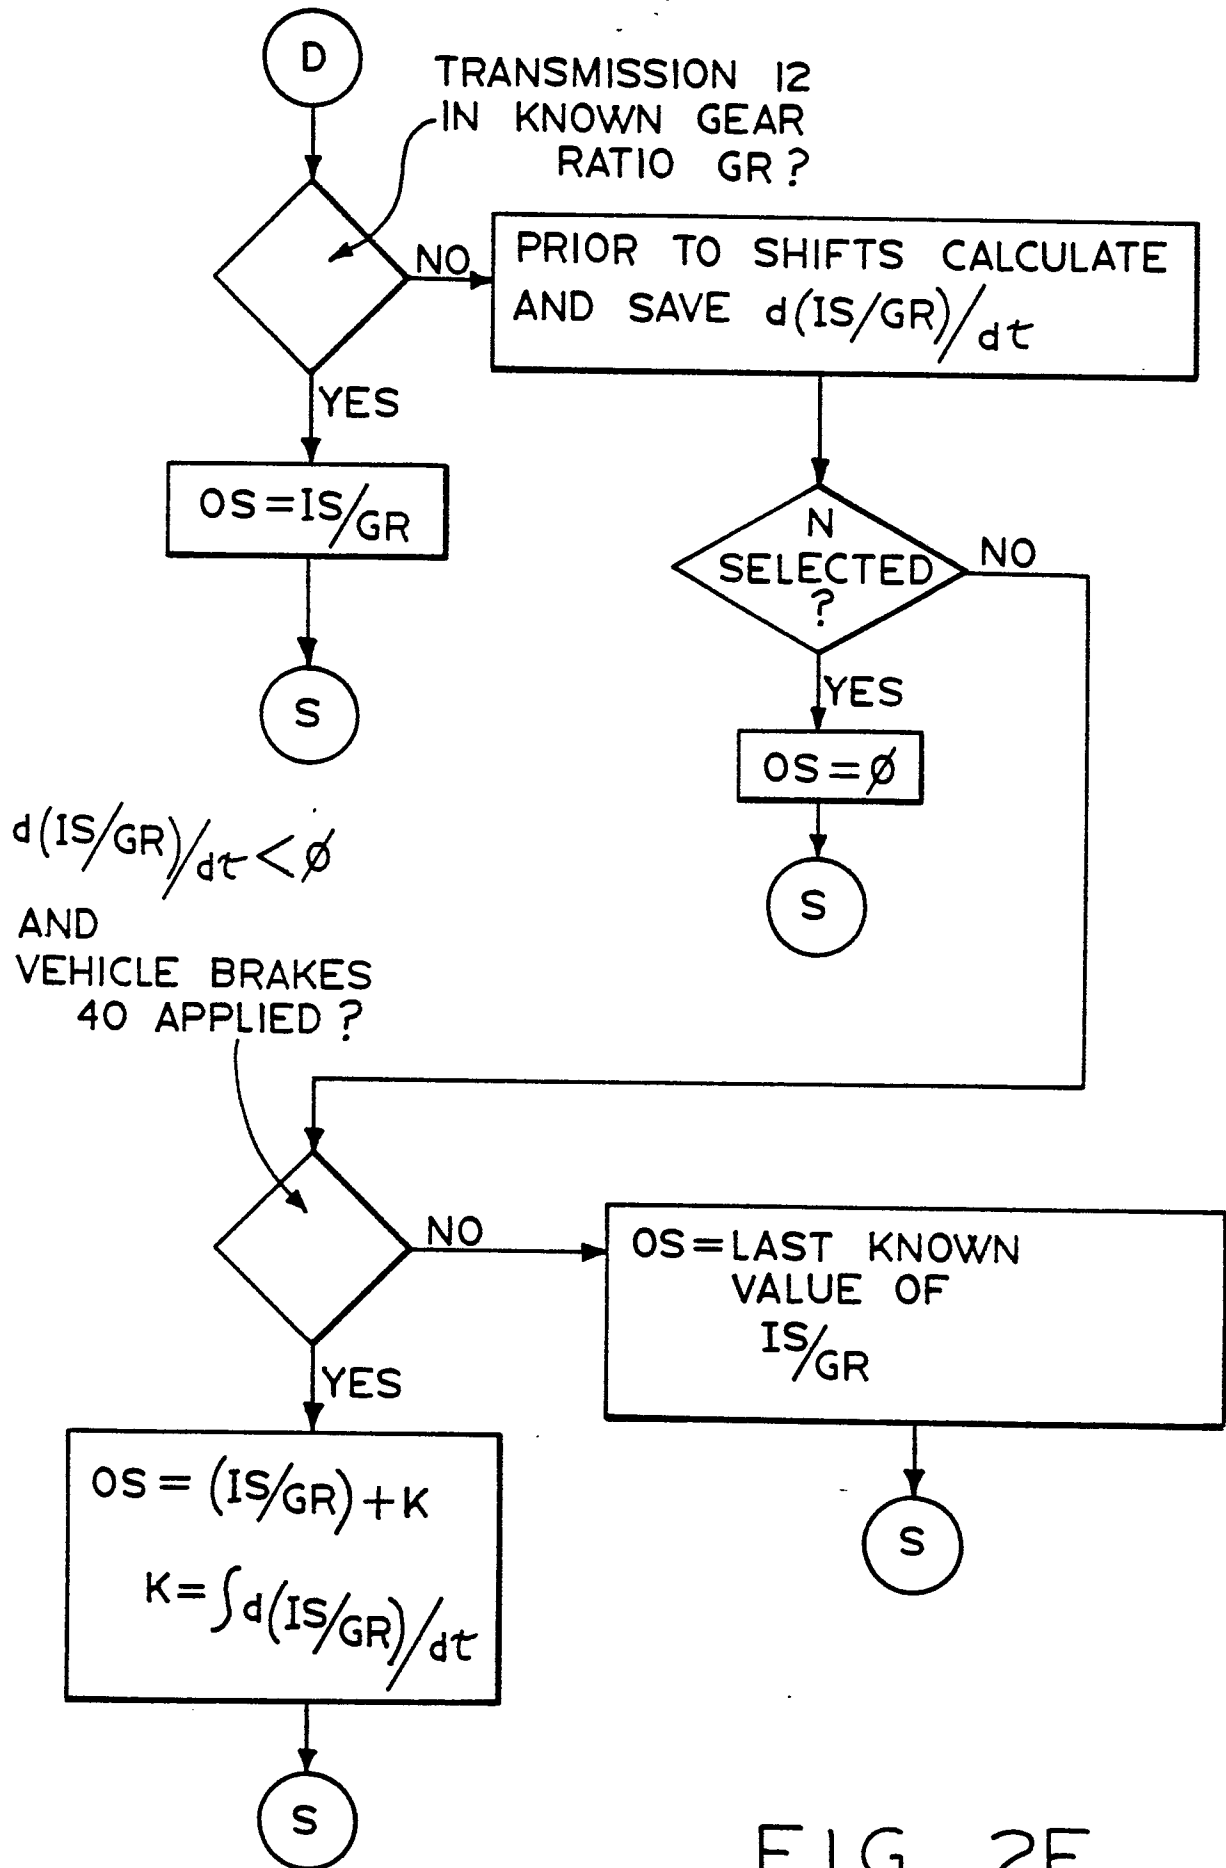 D
TRANSMISSION 12
IN KNOWN GEAR
RATIO GR?
NO
PRIOR TO SHIFTS CALCULATE
AND SAVE d(IS/GR)/dt
YES
OS=IS/GR
S
N
SELECTED
?
NO
YES
OS=∅
S
d(IS/GR)/dt<∅
AND
VEHICLE BRAKES
40 APPLIED?
NO
OS=LAST KNOWN
VALUE OF
IS/GR
S
YES
OS=(IS/GR)+K
K=∫d(IS/GR)/dt
S